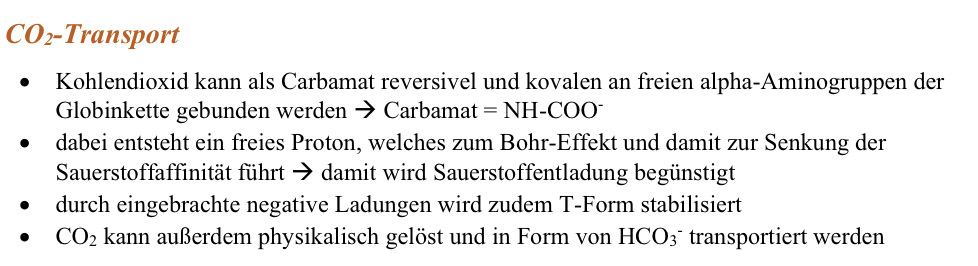 CO₂-Transport
• Kohlendioxid kann als Carbamat reversivel und kovalen an freien alpha-Aminogruppen der
Globinkette gebunden werden → Carbamat = NH-COO⁻
• dabei entsteht ein freies Proton, welches zum Bohr-Effekt und damit zur Senkung der
Sauerstoffaffinität führt → damit wird Sauerstoffentladung begünstigt
• durch eingebrachte negative Ladungen wird zudem T-Form stabilisiert
• CO₂ kann außerdem physikalisch gelöst und in Form von HCO₃⁻ transportiert werden